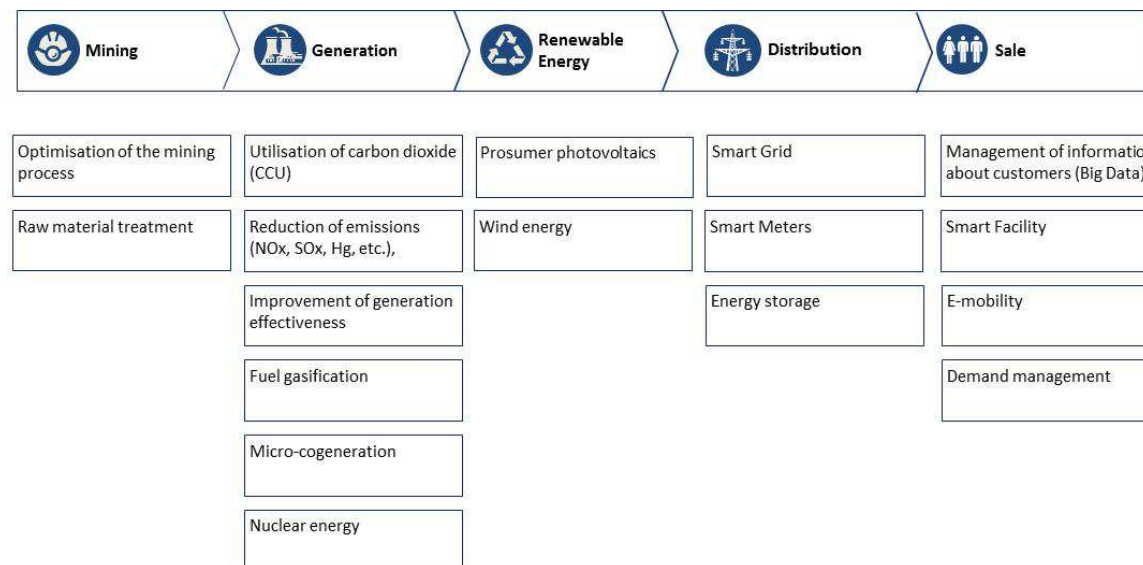 Mining
Generation
Renewable
Energy
Distribution
Sale
Optimisation of the mining
process
Raw material treatment
Utilisation of carbon dioxide
(CCU)
Reduction of emissions
(NOx, SOx, Hg, etc.),
Improvement of generation
effectiveness
Fuel gasification
Micro-cogeneration
Nuclear energy
Prosumer photovoltaics
Wind energy
Smart Grid
Smart Meters
Energy storage
Management of informatio
about customers (Big Data)
Smart Facility
E-mobility
Demand management